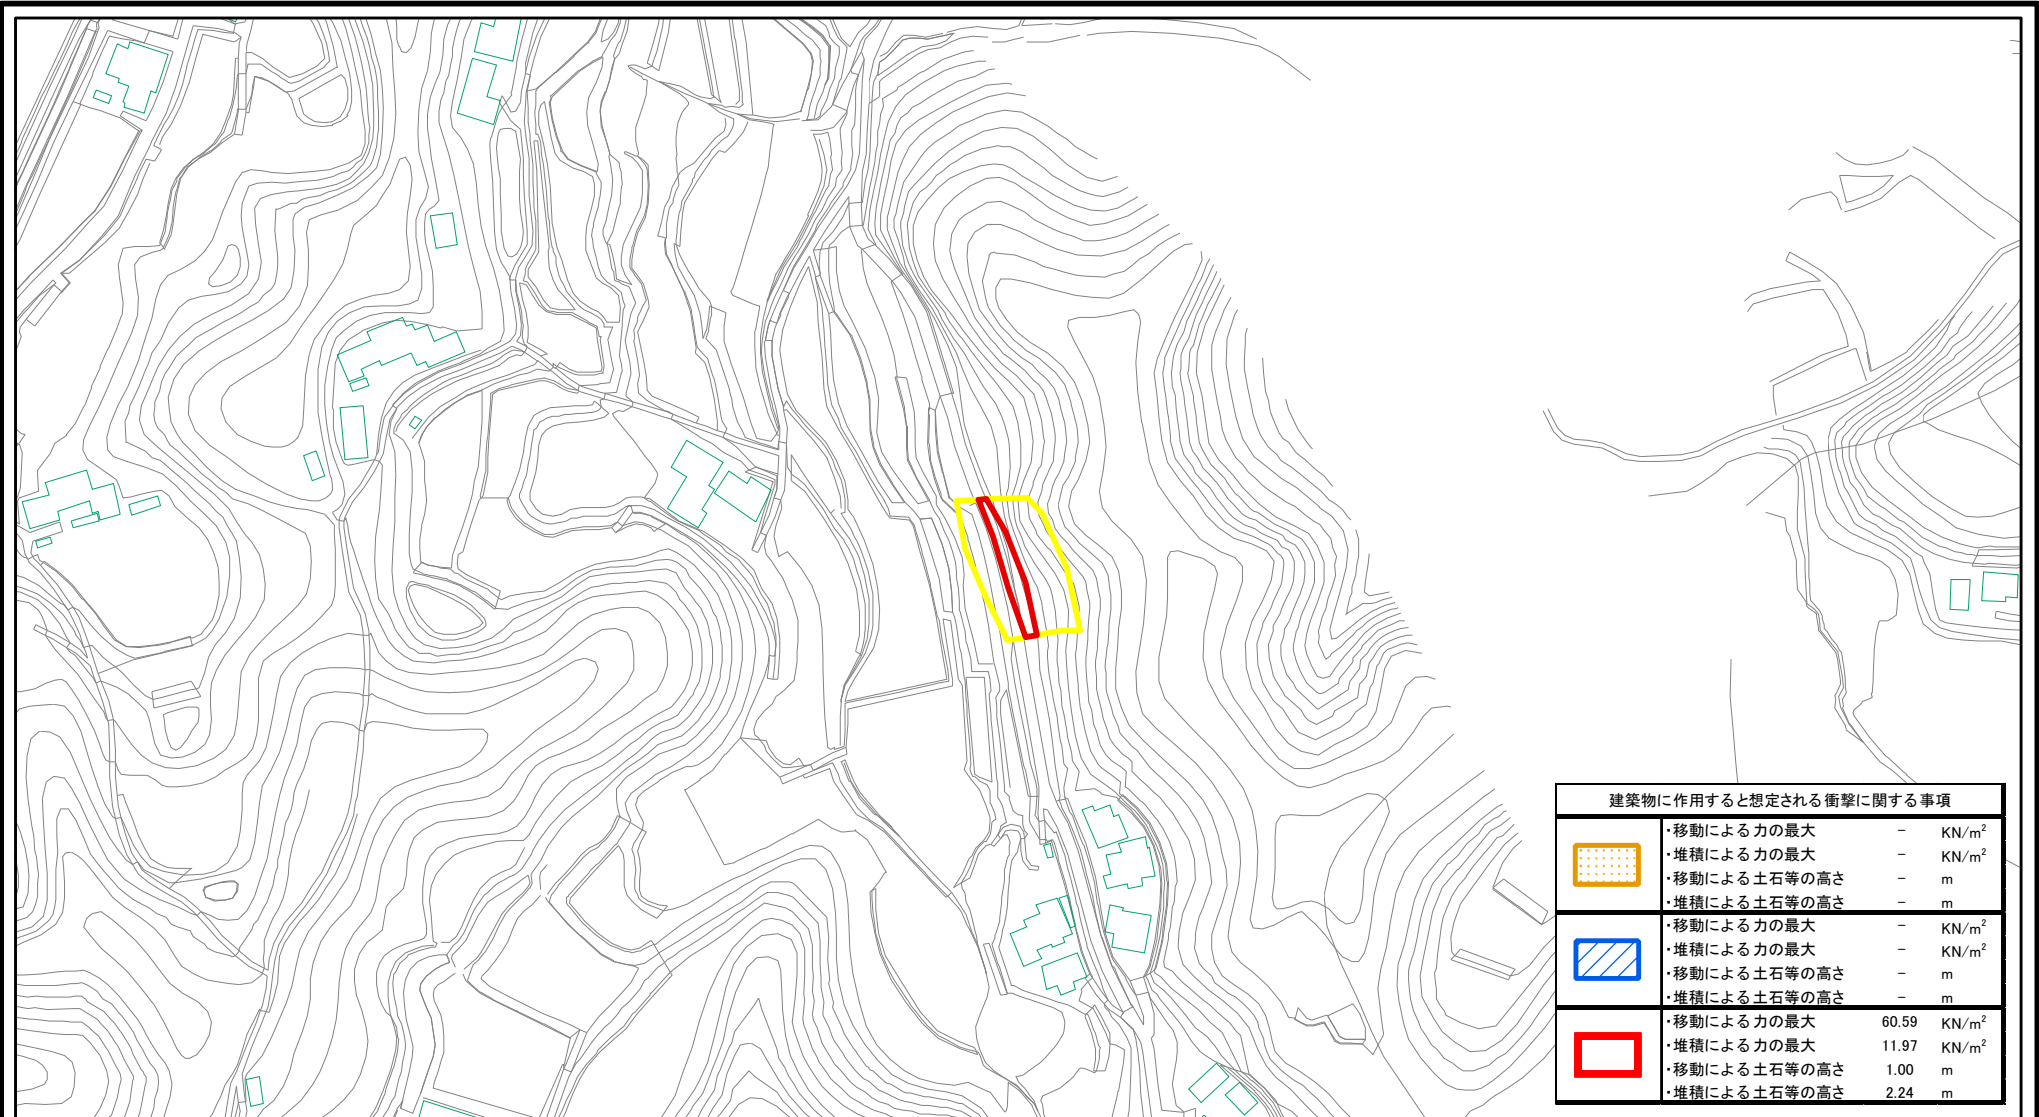 建築物に作用すると想定される衝撃に関する事項
・移動による力の最大 － KN/m²
・堆積による力の最大 － KN/m²
・移動による土石等の高さ － m
・堆積による土石等の高さ － m
・移動による力の最大 － KN/m²
・堆積による力の最大 － KN/m²
・移動による土石等の高さ － m
・堆積による土石等の高さ － m
・移動による力の最大 60.59 KN/m²
・堆積による力の最大 11.97 KN/m²
・移動による土石等の高さ 1.00 m
・堆積による土石等の高さ 2.24 m